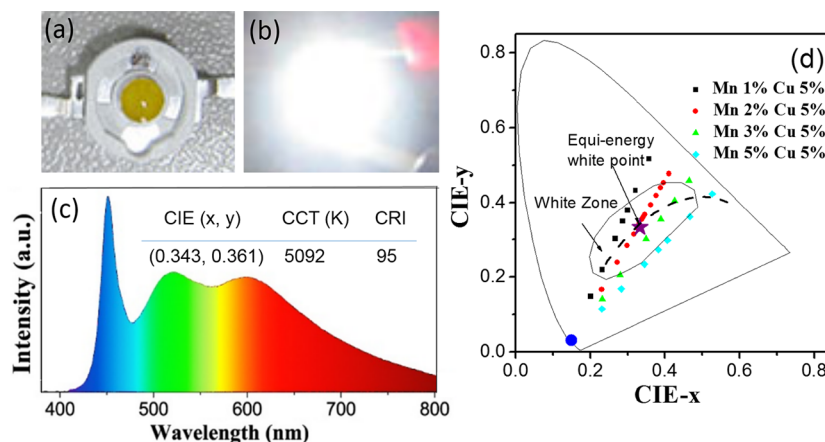 (a)
(b)
(c)
CIE (x, y) CCT (K) CRI
(0.343, 0.361) 5092 95
Intensity (a.u.)
400 500 600 700 800
Wavelength (nm)
(d)
Mn 1% Cu 5%
Mn 2% Cu 5%
Mn 3% Cu 5%
Mn 5% Cu 5%
Equi-energy
white point
White Zone
CIE-y
0.8
0.6
0.4
0.2
0.0
0.0 0.2 0.4 0.6 0.8
CIE-x